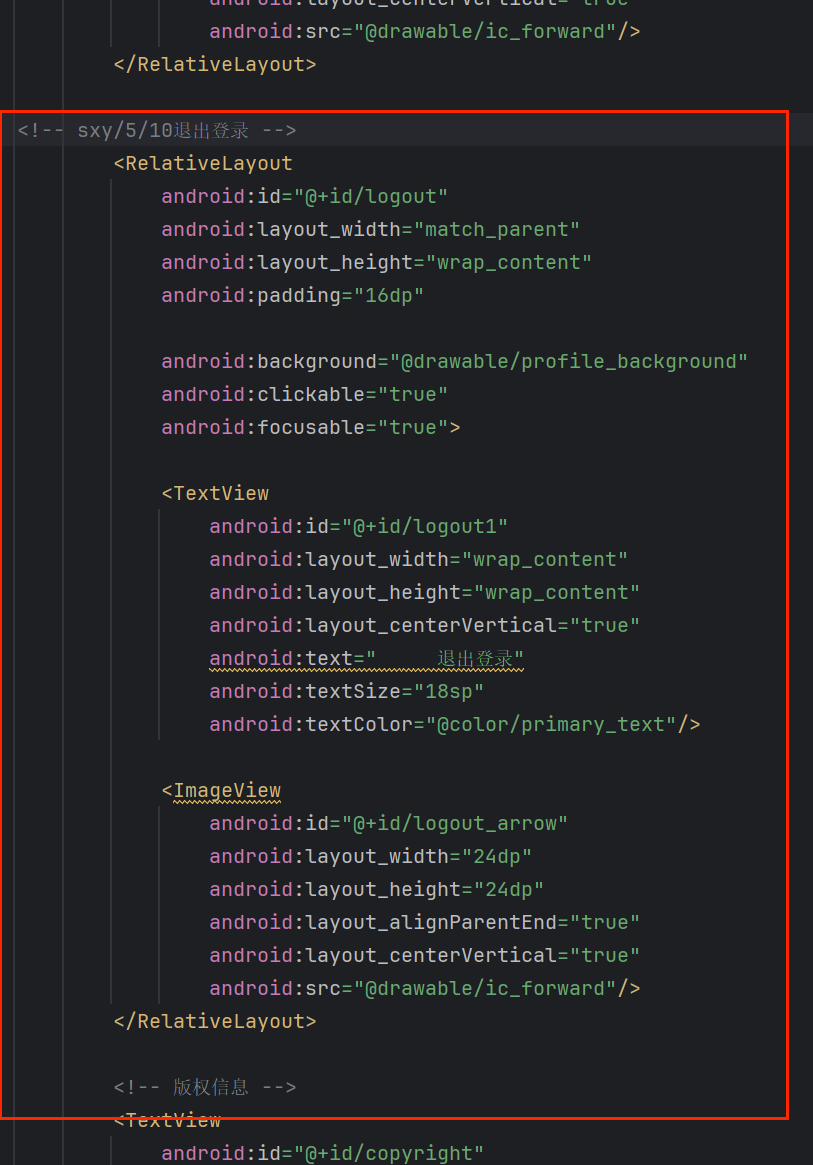 android:layout_centerVertical="true"
android:src="@drawable/ic_forward"/>
</RelativeLayout>
<!-- sxy/5/10退出登录 -->
<RelativeLayout
android:id="@+id/logout"
android:layout_width="match_parent"
android:layout_height="wrap_content"
android:padding="16dp"
android:background="@drawable/profile_background"
android:clickable="true"
android:focusable="true">
<TextView
android:id="@+id/logout1"
android:layout_width="wrap_content"
android:layout_height="wrap_content"
android:layout_centerVertical="true"
android:text="     退出登录"
android:textSize="18sp"
android:textColor="@color/primary_text"/>
<ImageView
android:id="@+id/logout_arrow"
android:layout_width="24dp"
android:layout_height="24dp"
android:layout_alignParentEnd="true"
android:layout_centerVertical="true"
android:src="@drawable/ic_forward"/>
</RelativeLayout>
<!-- 版权信息 -->
<TextView
android:id="@+id/copyright"